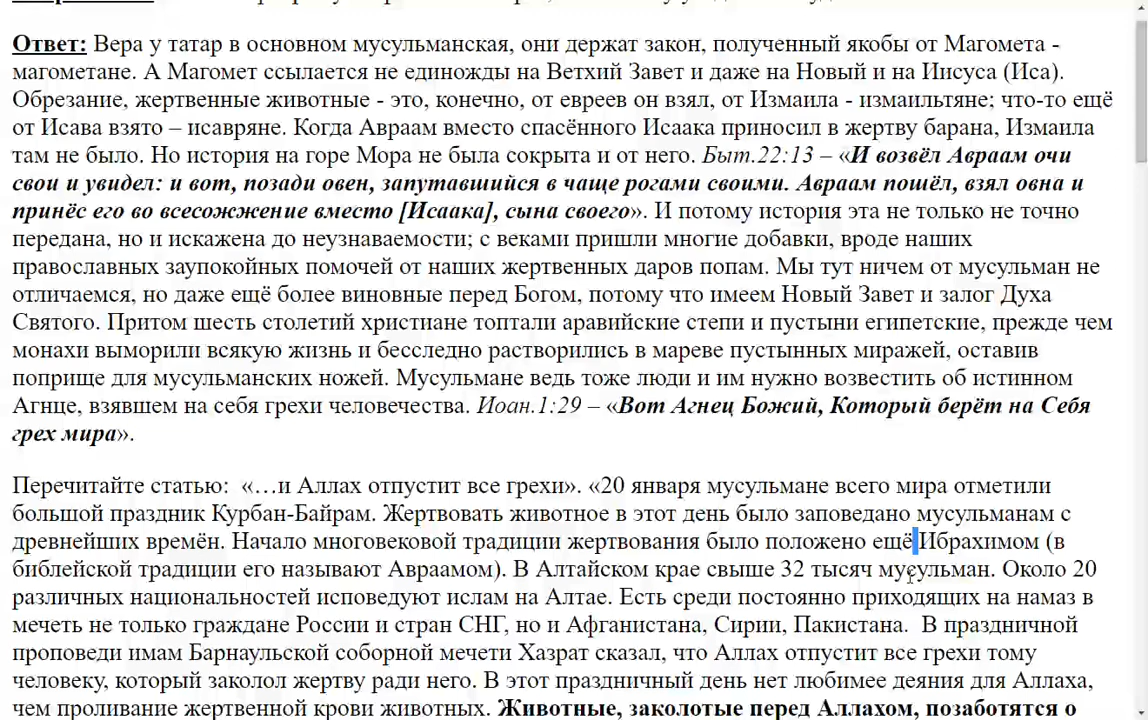 Ответ: Вера у татар в основном мусульманская, они держат закон, полученный якобы от Магомета -
магометане. А Магомет ссылается не единожды на Ветхий Завет и даже на Новый и на Иисуса (Иса).
Обрезание, жертвенные животные - это, конечно, от евреев он взял, от Измаила - измаильтяне; что-то ещё
от Исава взято – исавряне. Когда Авраам вместо спасённого Исаака приносил в жертву барана, Измаила
там не было. Но история на горе Мора не была сокрыта и от него. Быт.22:13 – «И возвёл Авраам очи
свои и увидел: и вот, позади овен, запутавшийся в чаще рогами своими. Авраам пошёл, взял овна и
принёс его во всесожжение вместо [Исаака], сына своего». И потому история эта не только не точно
передана, но и искажена до неузнаваемости; с веками пришли многие добавки, вроде наших
православных заупокойных помочей от наших жертвенных даров попам. Мы тут ничем от мусульман не
отличаемся, но даже ещё более виновные перед Богом, потому что имеем Новый Завет и залог Духа
Святого. Притом шесть столетий христиане топтали аравийские степи и пустыни египетские, прежде чем
монахи выморили всякую жизнь и бесследно растворились в мареве пустынных миражей, оставив
поприще для мусульманских ножей. Мусульмане ведь тоже люди и им нужно возвестить об истинном
Агнце, взявшем на себя грехи человечества. Иоан.1:29 – «Вот Агнец Божий, Который берёт на Себя
грех мира».
Перечитайте статью: «…и Аллах отпустит все грехи». «20 января мусульмане всего мира отметили
большой праздник Курбан-Байрам. Жертвовать животное в этот день было заповедано мусульманам с
древнейших времён. Начало многовековой традиции жертвования было положено ещё Ибрахимом (в
библейской традиции его называют Авраамом). В Алтайском крае свыше 32 тысяч мусульман. Около 20
различных национальностей исповедуют ислам на Алтае. Есть среди постоянно приходящих на намаз в
мечеть не только граждане России и стран СНГ, но и Афганистана, Сирии, Пакистана. В праздничной
проповеди имам Барнаульской соборной мечети Хазрат сказал, что Аллах отпустит все грехи тому
человеку, который заколол жертву ради него. В этот праздничный день нет любимее деяния для Аллаха,
чем проливание жертвенной крови животных. Животные, заколотые перед Аллахом, позаботятся о